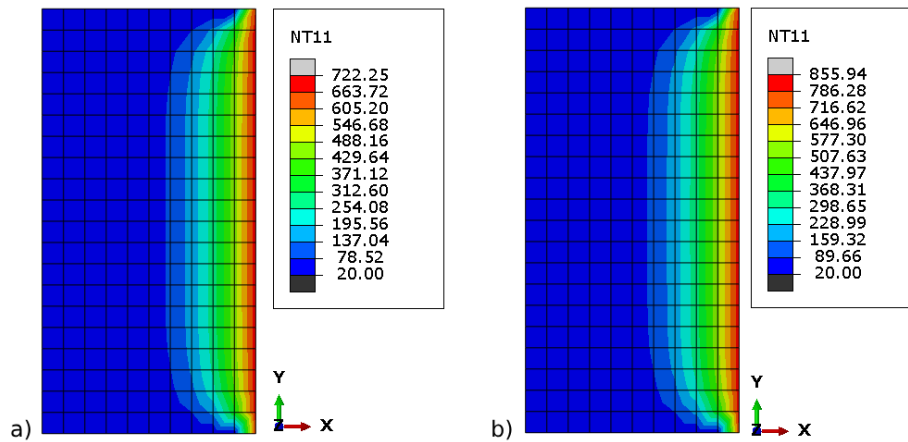 NT11
722.25
663.72
605.20
546.68
488.16
429.64
371.12
312.60
254.08
195.56
137.04
78.52
20.00
Y
Z
X
a)
NT11
855.94
786.28
716.62
646.96
577.30
507.63
437.97
368.31
298.65
228.99
159.32
89.66
20.00
Y
Z
X
b)